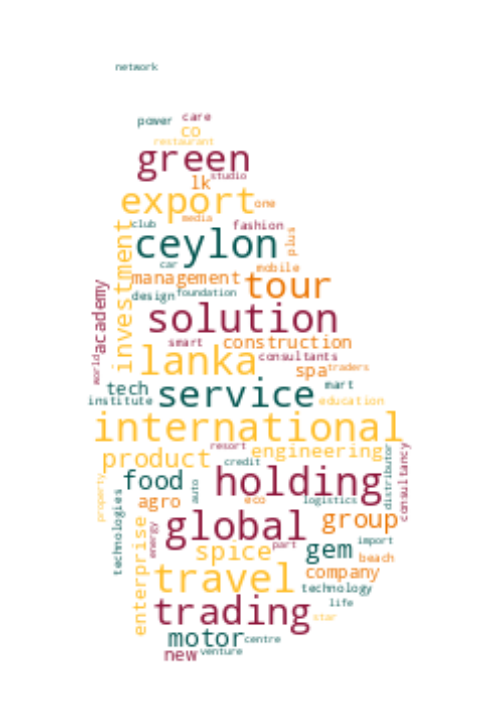 network
power care
co
restaurant
green
studio
lk
export one
media
club fashion
ceylon plus
investment
car mobile
management tour
design foundation
academy
solution
smart construction
world lanka consultants
spa traders
tech service mart
institute education
international
resort engineering
product credit
distributor consultancy
food holding
property auto
technologies agro eco logistics
global group
energy import
enterprise spice part gem beach
travel company
technology
trading life
star
motor centre
new venture